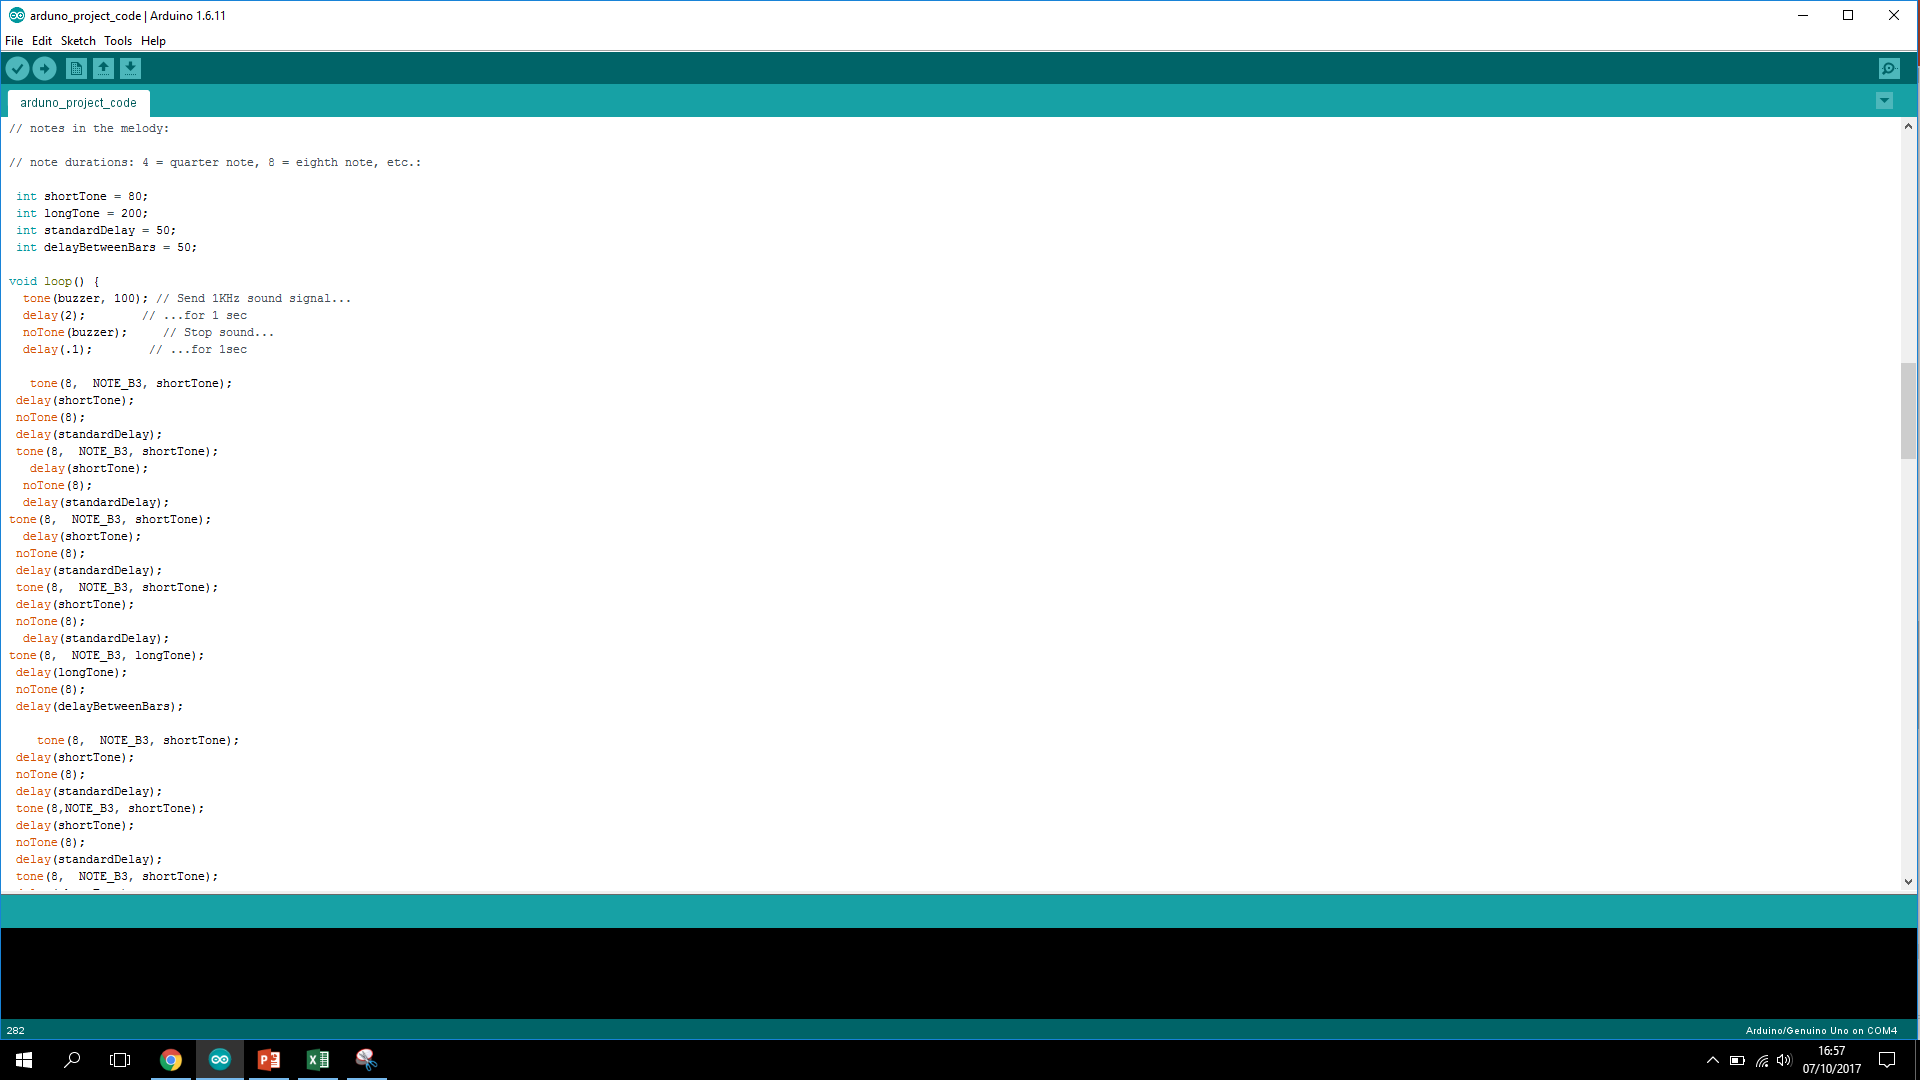 arduno_project_code | Arduino 1.6.11
File Edit Sketch Tools Help
arduno_project_code
// notes in the melody:
// note durations: 4 = quarter note, 8 = eighth note, etc.:
int shortTone = 80;
int longTone = 200;
int standardDelay = 50;
int delayBetweenBars = 50;
void loop() {
tone(buzzer, 100); // Send 1KHz sound signal...
delay(2); // ...for 1 sec
noTone(buzzer); // Stop sound...
delay(.1); // ...for 1sec
tone(8, NOTE_B3, shortTone);
delay(shortTone);
noTone(8);
delay(standardDelay);
tone(8, NOTE_B3, shortTone);
delay(shortTone);
noTone(8);
delay(standardDelay);
tone(8, NOTE_B3, shortTone);
delay(shortTone);
noTone(8);
delay(standardDelay);
tone(8, NOTE_B3, shortTone);
delay(shortTone);
noTone(8);
delay(standardDelay);
tone(8, NOTE_B3, longTone);
delay(longTone);
noTone(8);
delay(delayBetweenBars);
tone(8, NOTE_B3, shortTone);
delay(shortTone);
noTone(8);
delay(standardDelay);
tone(8,NOTE_B3, shortTone);
delay(shortTone);
noTone(8);
delay(standardDelay);
tone(8, NOTE_B3, shortTone);
282
Arduino/Genuino Uno on COM4
16:57
07/10/2017